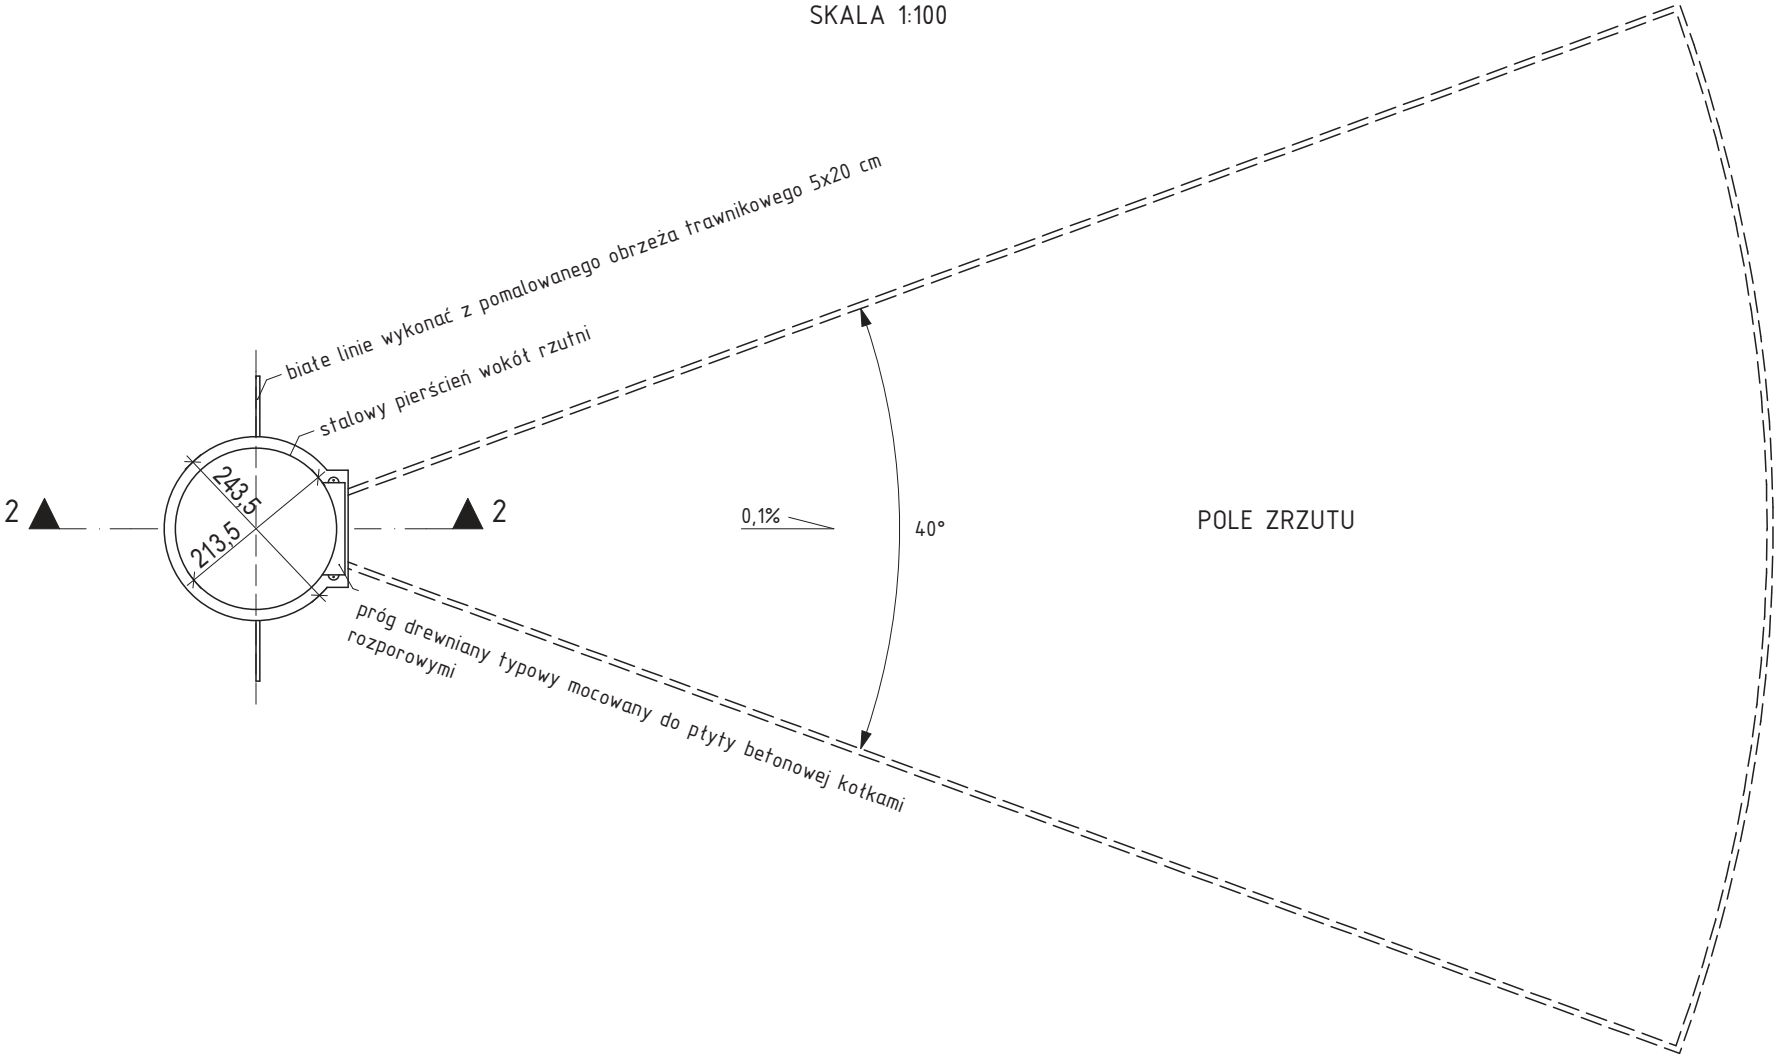 SKALA 1:100
białe linie wykonać z pomalowanego obrzeża trawnikowego 5x20 cm
stalowy pierścień wokół rzutni
243,5
213,5
2
2
0,1%
40°
POLE ZRZUTU
próg drewniany typowy mocowany do płyty betonowej kołkami
rozporowymi